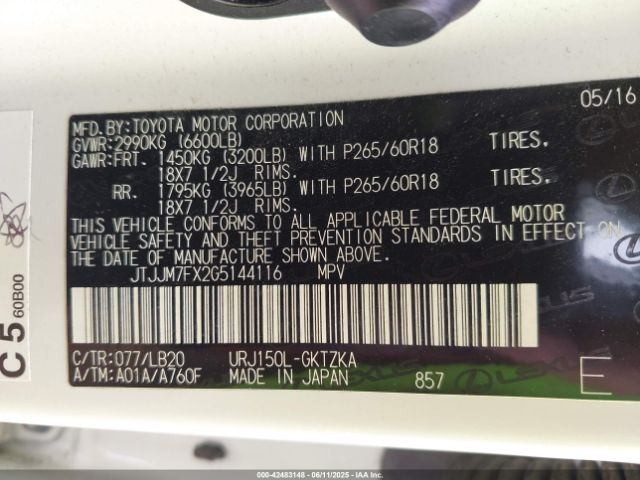 05/16
MFD.BY:TOYOTA MOTOR CORPORATION
GVWR:2990KG (6600LB)
GAWR:FRT. 1450KG (3200LB) WITH P265/60R18 TIRES.
18X7 1/2J RIMS.
RR. 1795KG (3965LB) WITH P265/60R18 TIRES.
18X7 1/2J RIMS.
THIS VEHICLE CONFORMS TO ALL APPLICABLE FEDERAL MOTOR
VEHICLE SAFETY AND THEFT PREVENTION STANDARDS IN EFFECT ON
THE DATE OF MANUFACTURE SHOWN ABOVE.
JTJJM7FX2G5144116 MPV
C/TR:077/LB20 URJ150L-GKTZKA
A/TM:A01A/A760F MADE IN JAPAN 857 E
C5 60B00
LEXUS
000-42483148 - 06/11/2025 - IAA Inc.